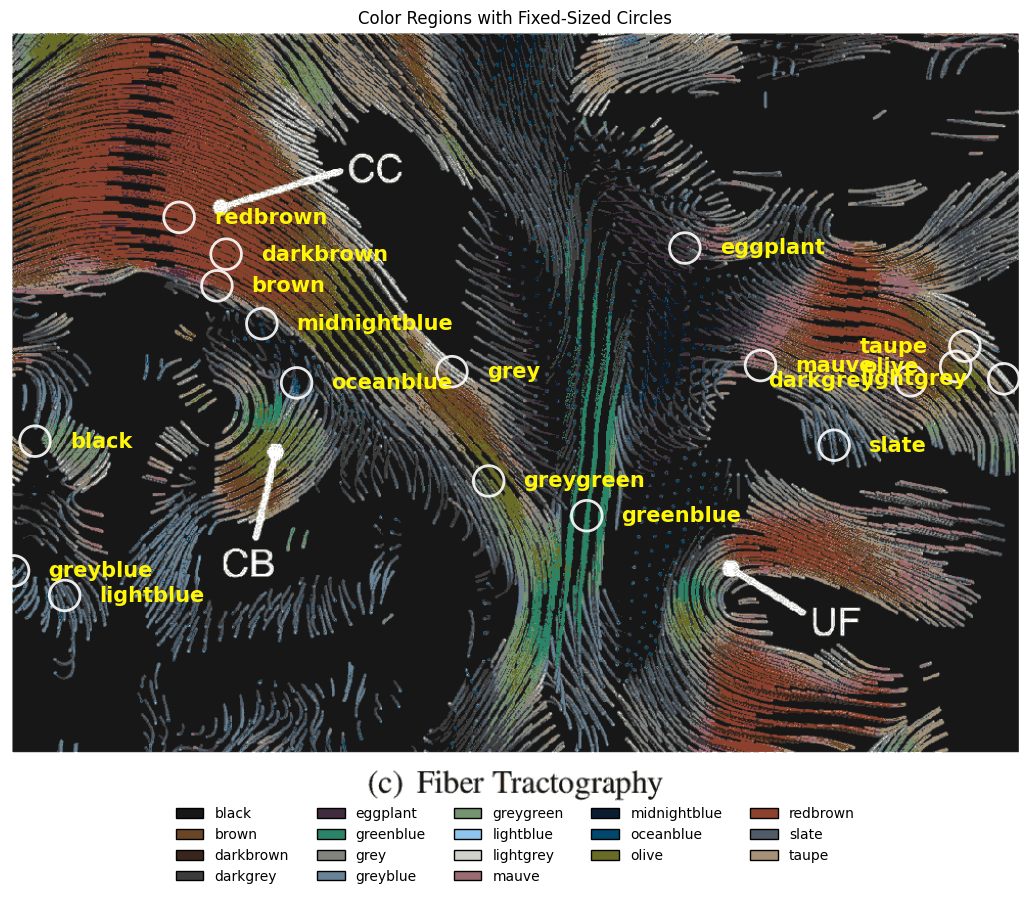 Color Regions with Fixed-Sized Circles
CC
redbrown
eggplant
darkbrown
brown
midnightblue
taupe
grey
mauve
olive
oceanblue
darkgrey
lightgrey
black
slate
greygreen
greenblue
CB
greyblue
lightblue
UF
(c) Fiber Tractography
black eggplant greygreen midnightblue redbrown
brown greenblue lightblue oceanblue slate
darkbrown grey lightgrey olive taupe
darkgrey greyblue mauve